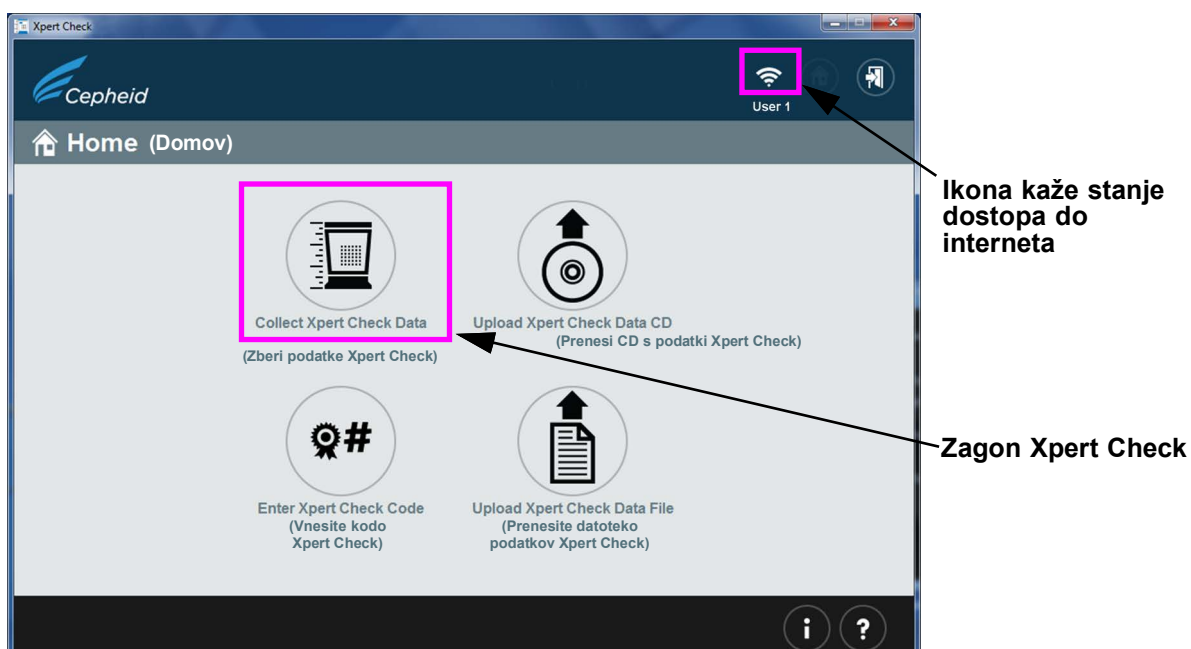 Xpert Check
Cepheid
User 1
Home (Domov)
Ikona kaže stanje
dostopa do
interneta
Collect Xpert Check Data
(Zberi podatke Xpert Check)
Upload Xpert Check Data CD
(Prenesi CD s podatki Xpert Check)
Zagon Xpert Check
#
Enter Xpert Check Code
(Vnesite kodo
Xpert Check)
Upload Xpert Check Data File
(Prenesite datoteko
podatkov Xpert Check)
i ?